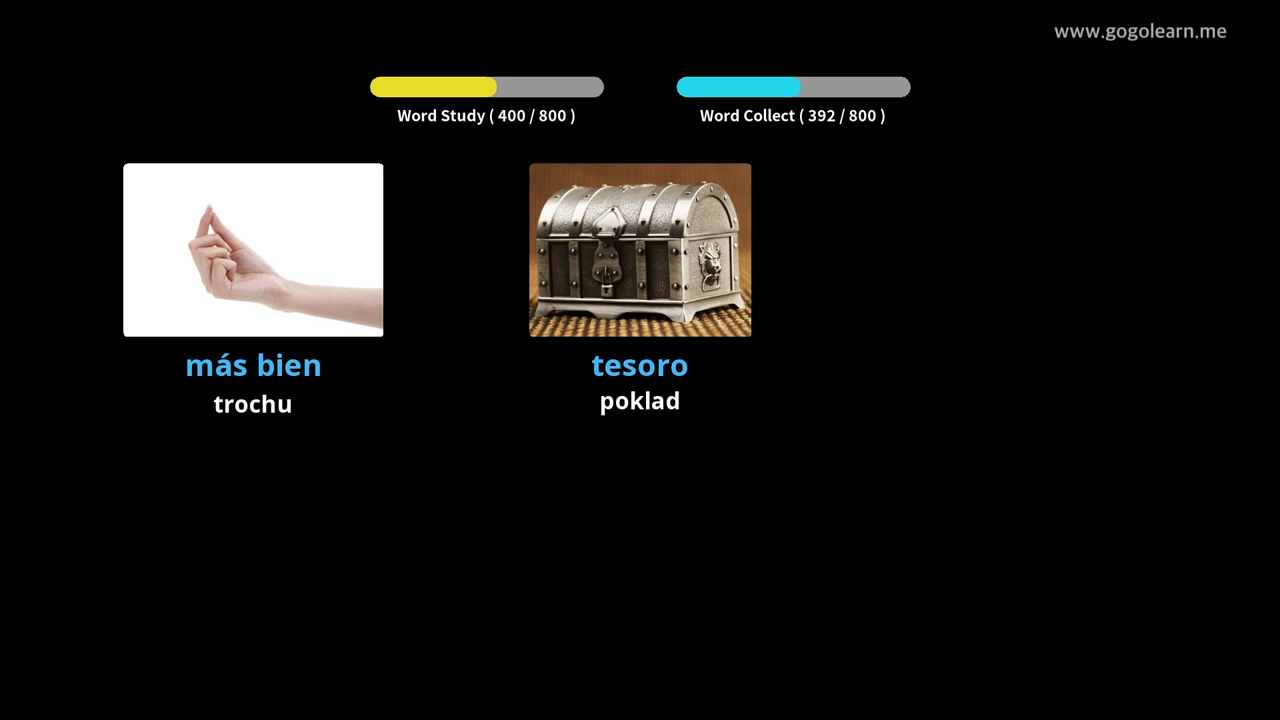 www.gogolearn.me
Word Study ( 400 / 800 )
Word Collect ( 392 / 800 )
más bien
trochu
tesoro
poklad